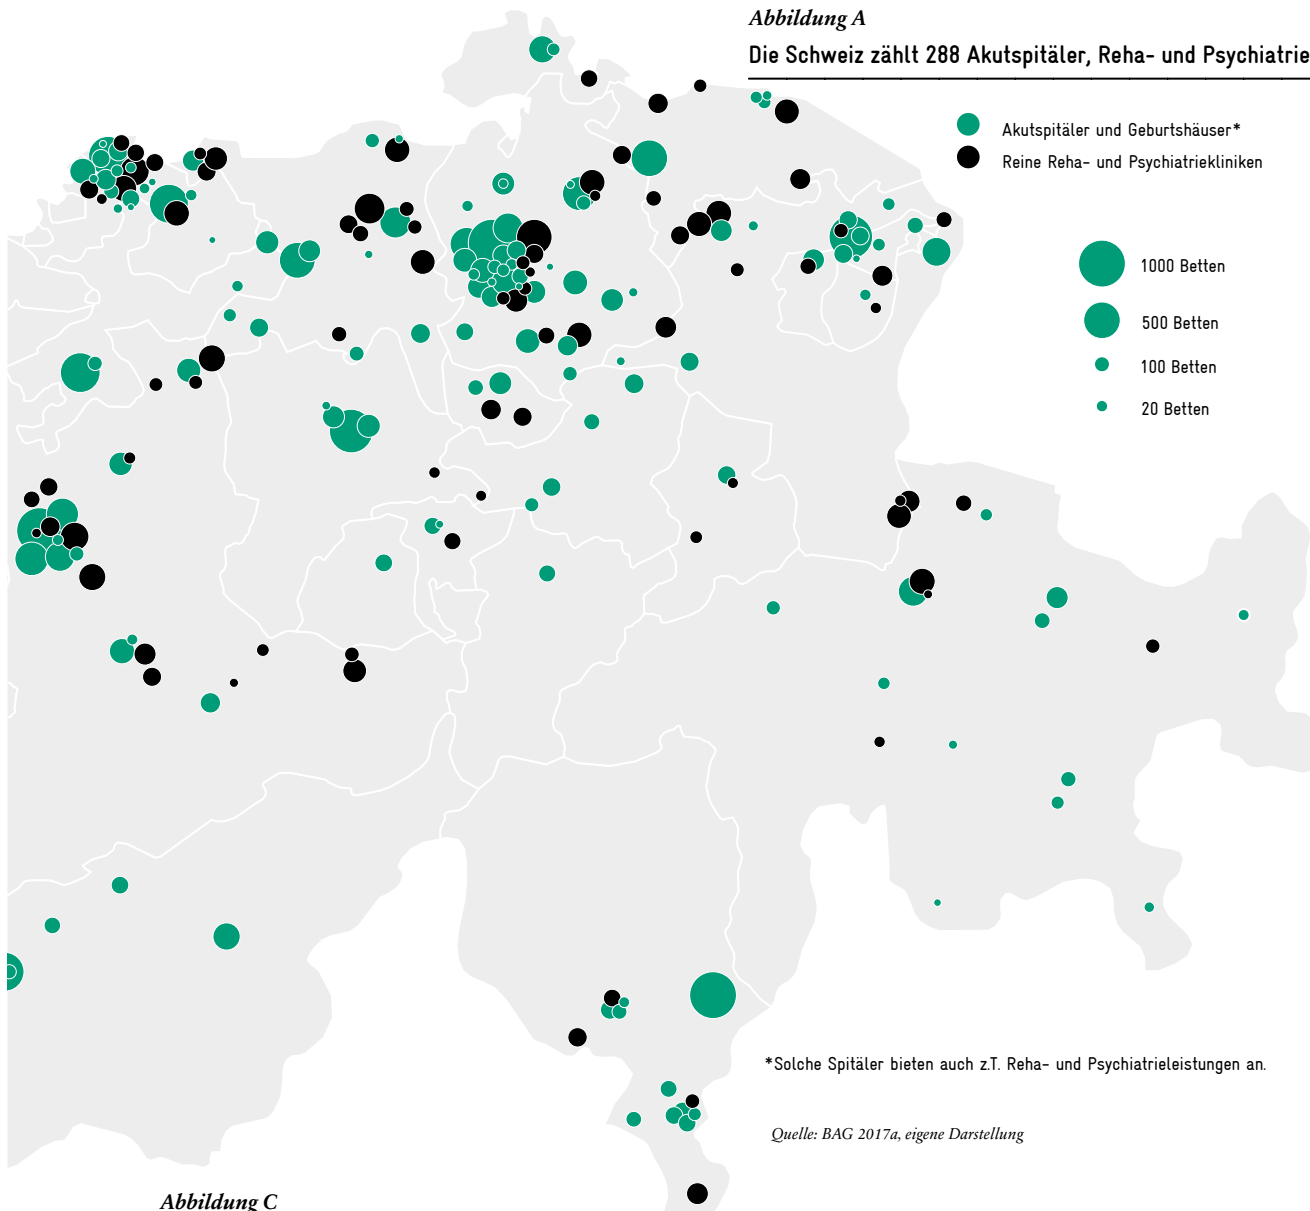 Abbildung A
Die Schweiz zählt 288 Akutspitäler, Reha- und Psychiatrie
Akutspitäler und Geburtshäuser*
Reine Reha- und Psychiatriekliniken
1000 Betten
500 Betten
100 Betten
20 Betten
*Solche Spitäler bieten auch z.T. Reha- und Psychiatrieleistungen an.
Quelle: BAG 2017a, eigene Darstellung
Abbildung C